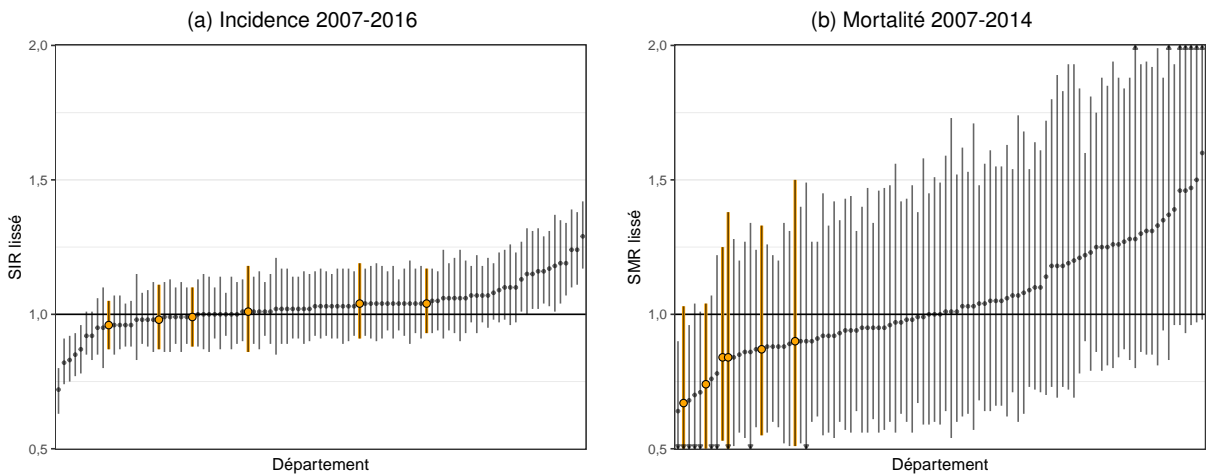 (a) Incidence 2007-2016
2,0
1,5
1,0
0,5
SIR lissé
Département
(b) Mortalité 2007-2014
2,0
1,5
1,0
0,5
SMR lissé
Département